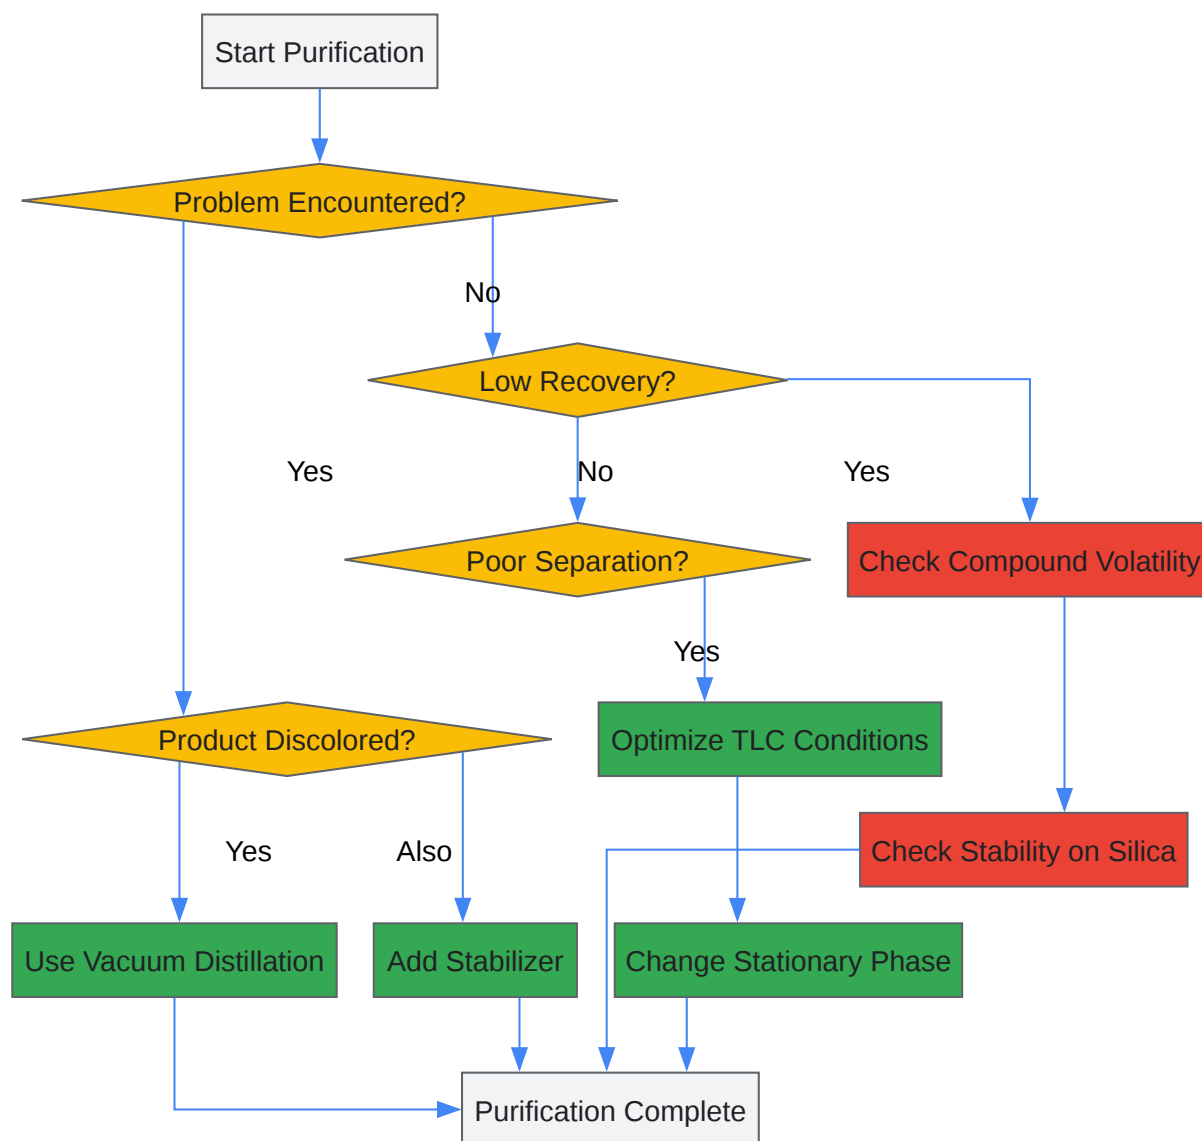 Start Purification
Problem Encountered?
No
Low Recovery?
Yes
No
Yes
Poor Separation?
Check Compound Volatility
Yes
Product Discolored?
Optimize TLC Conditions
Yes
Also
Check Stability on Silica
Use Vacuum Distillation
Add Stabilizer
Change Stationary Phase
Purification Complete